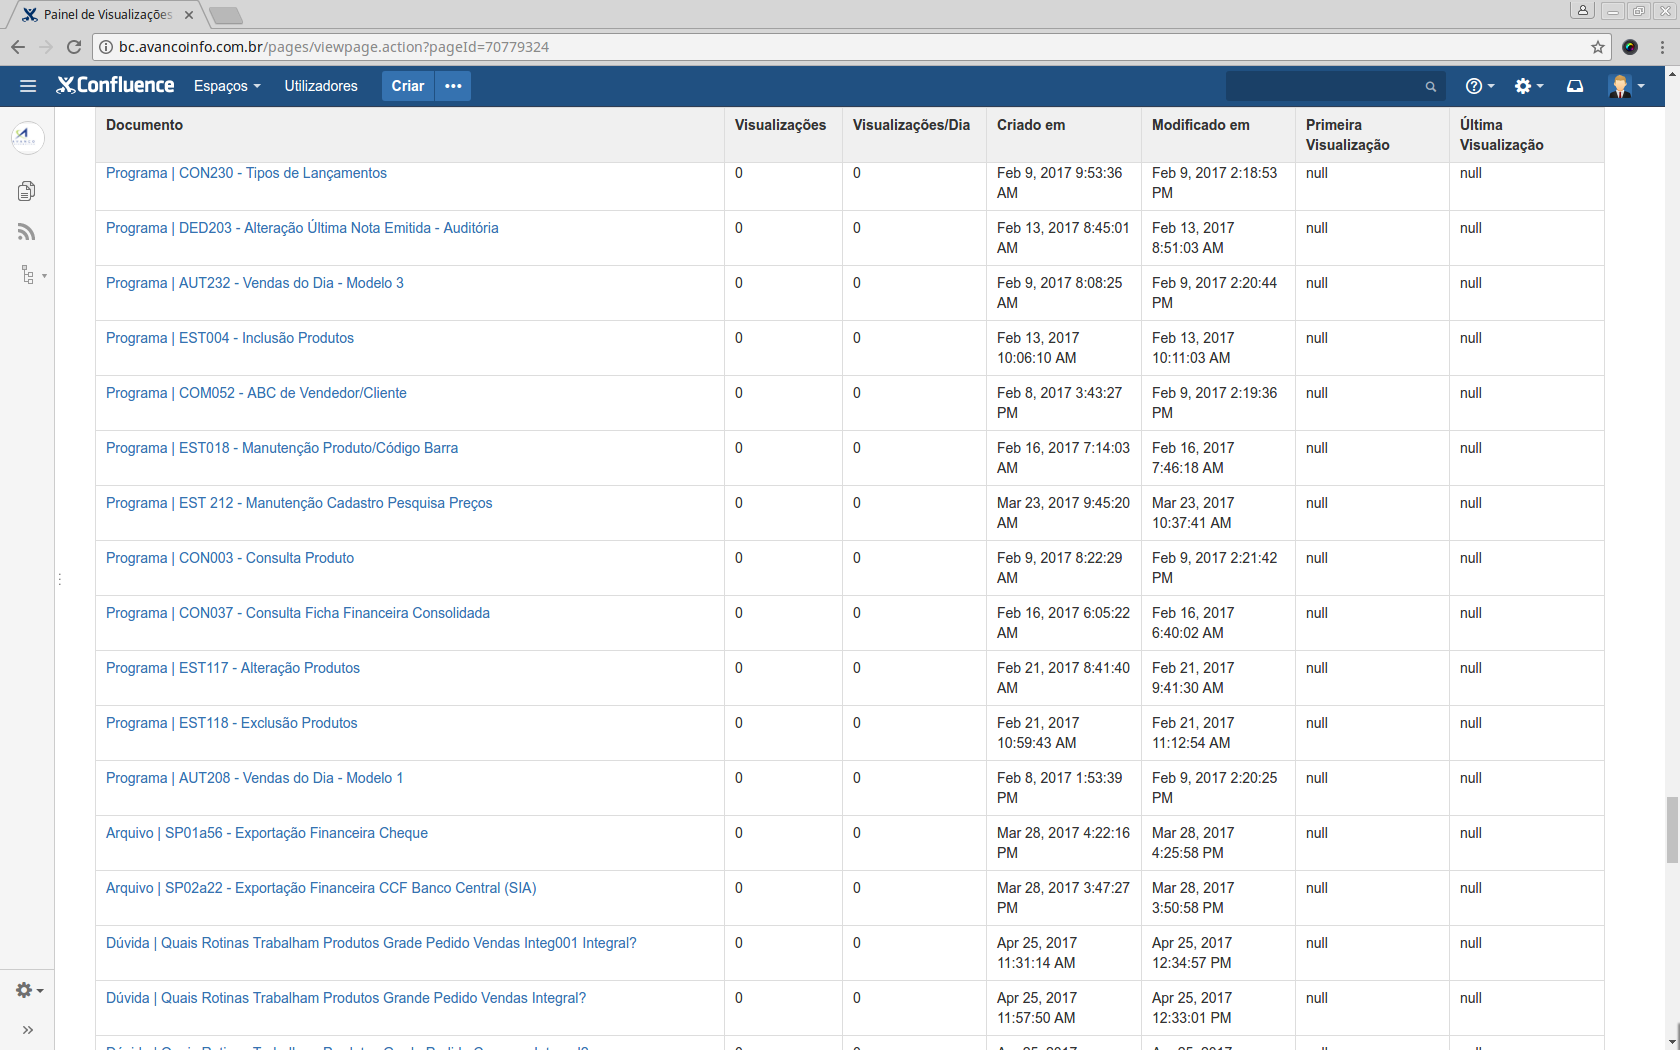 Painel de Visualizações
bc.avancoinfo.com.br/pages/viewpage.action?pageId=70779324
Confluence Espaços Utilizadores Criar
Documento Visualizações Visualizações/Dia Criado em Modificado em Primeira Última
Visualização Visualização
Programa | CON230 - Tipos de Lançamentos 0 0 Feb 9, 2017 9:53:36 Feb 9, 2017 2:18:53 null null
AM PM
Programa | DED203 - Alteração Última Nota Emitida - Auditória 0 0 Feb 13, 2017 8:45:01 Feb 13, 2017 null null
AM 8:51:03 AM
Programa | AUT232 - Vendas do Dia - Modelo 3 0 0 Feb 9, 2017 8:08:25 Feb 9, 2017 2:20:44 null null
AM PM
Programa | EST004 - Inclusão Produtos 0 0 Feb 13, 2017 Feb 13, 2017 null null
10:06:10 AM 10:11:03 AM
Programa | COM052 - ABC de Vendedor/Cliente 0 0 Feb 8, 2017 3:43:27 Feb 9, 2017 2:19:36 null null
PM PM
Programa | EST018 - Manutenção Produto/Código Barra 0 0 Feb 16, 2017 7:14:03 Feb 16, 2017 null null
AM 7:46:18 AM
Programa | EST 212 - Manutenção Cadastro Pesquisa Preços 0 0 Mar 23, 2017 9:45:20 Mar 23, 2017 null null
AM 10:37:41 AM
Programa | CON003 - Consulta Produto 0 0 Feb 9, 2017 8:22:29 Feb 9, 2017 2:21:42 null null
AM PM
Programa | CON037 - Consulta Ficha Financeira Consolidada 0 0 Feb 16, 2017 6:05:22 Feb 16, 2017 null null
AM 6:40:02 AM
Programa | EST117 - Alteração Produtos 0 0 Feb 21, 2017 8:41:40 Feb 21, 2017 null null
AM 9:41:30 AM
Programa | EST118 - Exclusão Produtos 0 0 Feb 21, 2017 Feb 21, 2017 null null
10:59:43 AM 11:12:54 AM
Programa | AUT208 - Vendas do Dia - Modelo 1 0 0 Feb 8, 2017 1:53:39 Feb 9, 2017 2:20:25 null null
PM PM
Arquivo | SP01a56 - Exportação Financeira Cheque 0 0 Mar 28, 2017 4:22:16 Mar 28, 2017 null null
PM 4:25:58 PM
Arquivo | SP02a22 - Exportação Financeira CCF Banco Central (SIA) 0 0 Mar 28, 2017 3:47:27 Mar 28, 2017 null null
PM 3:50:58 PM
Dúvida | Quais Rotinas Trabalham Produtos Grade Pedido Vendas Integ001 Integral? 0 0 Apr 25, 2017 Apr 25, 2017 null null
11:31:14 AM 12:34:57 PM
Dúvida | Quais Rotinas Trabalham Produtos Grande Pedido Vendas Integral? 0 0 Apr 25, 2017 Apr 25, 2017 null null
11:57:50 AM 12:33:01 PM